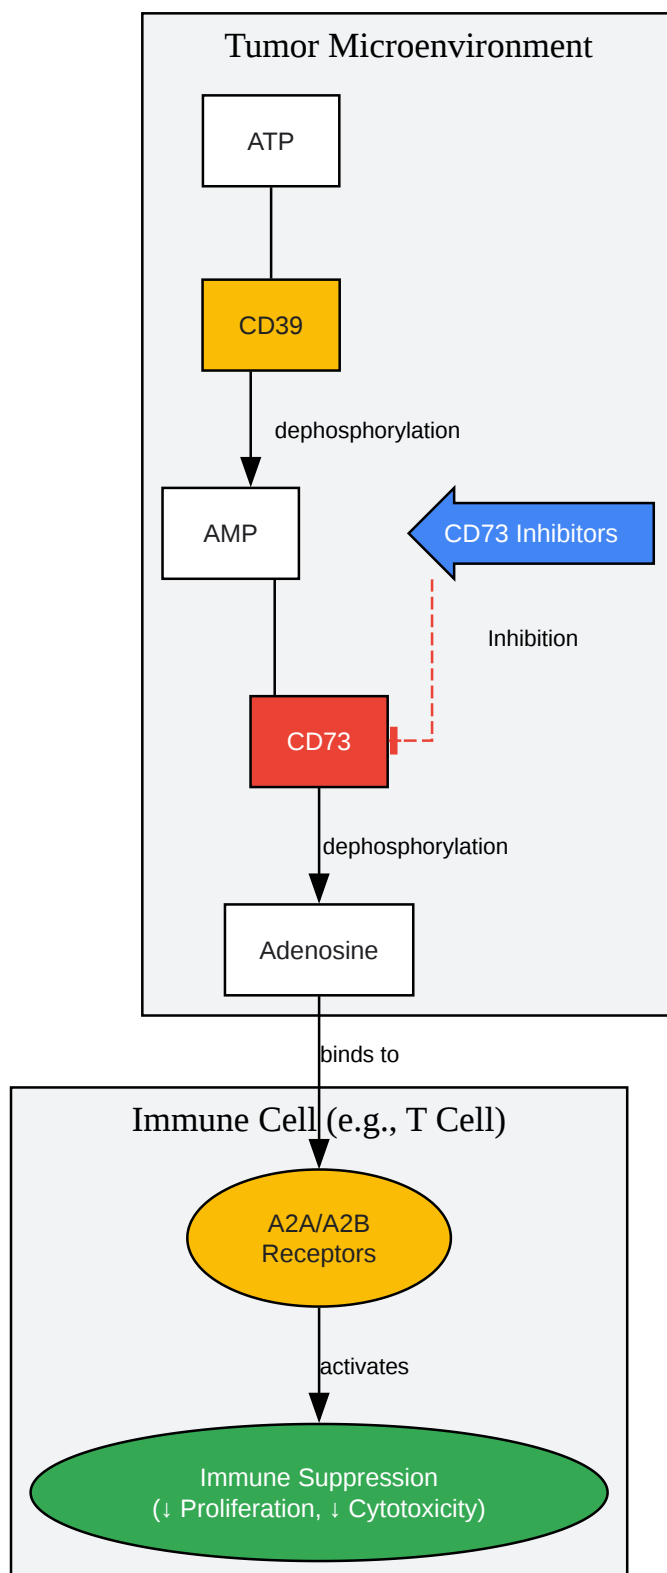 Tumor Microenvironment
ATP
CD39
dephosphorylation
AMP
CD73 Inhibitors
Inhibition
CD73
dephosphorylation
Adenosine
binds to
Immune Cell (e.g., T Cell)
A2A/A2B
Receptors
activates
Immune Suppression
(↓ Proliferation, ↓ Cytotoxicity)